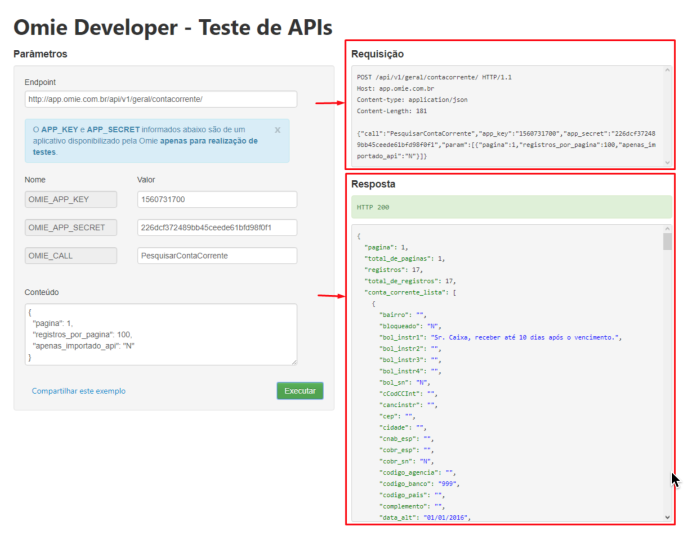 Omie Developer - Teste de APIs
Parâmetros
Endpoint
http://app.omie.com.br/api/v1/geral/contacorrente/
O APP_KEY e APP_SECRET informados abaixo são de um
aplicativo disponibilizado pela Omie apenas para realização de
testes.
X
Nome
Valor
OMIE_APP_KEY
1560731700
OMIE_APP_SECRET
226dcf372489bb45ceede61bfd98f0f1
OMIE_CALL
PesquisarContaCorrente
Conteúdo
{
"pagina": 1,
"registros_por_pagina": 100,
"apenas_importado_api": "N"
}
Compartilhar este exemplo
Executar
Requisição
POST /api/v1/geral/contacorrente/ HTTP/1.1
Host: app.omie.com.br
Content-type: application/json
Content-Length: 181
{"call":"PesquisarContaCorrente","app_key":"1560731700","app_secret":"226dcf37248
9bb45ceede61bfd98f0f1","param":[{"pagina":1,"registros_por_pagina":100,"apenas_im
portado_api":"N"}]}
Resposta
HTTP 200
{
"pagina": 1,
"total_de_paginas": 1,
"registros": 17,
"total_de_registros": 17,
"conta_corrente_lista": [
{
"bairro": "",
"bloqueado": "N",
"bol_instr1": "Sr. Caixa, receber até 10 dias após o vencimento.",
"bol_instr2": "",
"bol_instr3": "",
"bol_instr4": "",
"bol_sn": "N",
"cCodCCInt": "",
"cancinstr": "",
"cep": "",
"cidade": "",
"cnab_esp": "",
"cobr_esp": "",
"cobr_sn": "N",
"codigo_agencia": "",
"codigo_banco": "999",
"codigo_pais": "",
"complemento": "",
"data_alt": "01/01/2016",